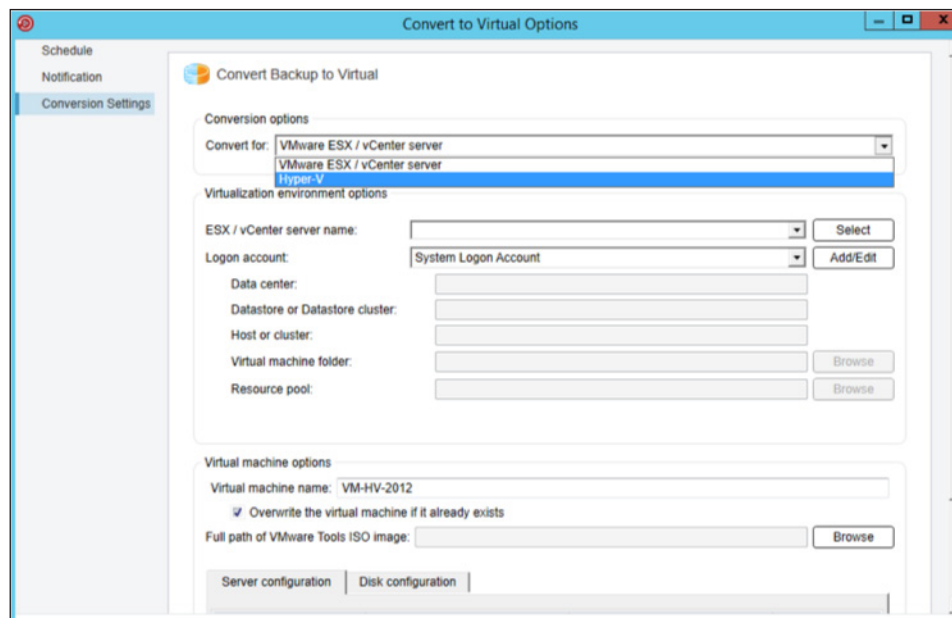 Convert to Virtual Options
Schedule
Notification
Conversion Settings
Convert Backup to Virtual
Conversion options
Convert for: VMware ESX / vCenter server
VMware ESX / vCenter server
Hyper-V
Virtualization environment options
ESX / vCenter server name: Select
Logon account: System Logon Account Add/Edit
Data center:
Datastore or Datastore cluster:
Host or cluster:
Virtual machine folder: Browse
Resource pool: Browse
Virtual machine options
Virtual machine name: VM-HV-2012
Overwrite the virtual machine if it already exists
Full path of VMware Tools ISO image: Browse
Server configuration Disk configuration